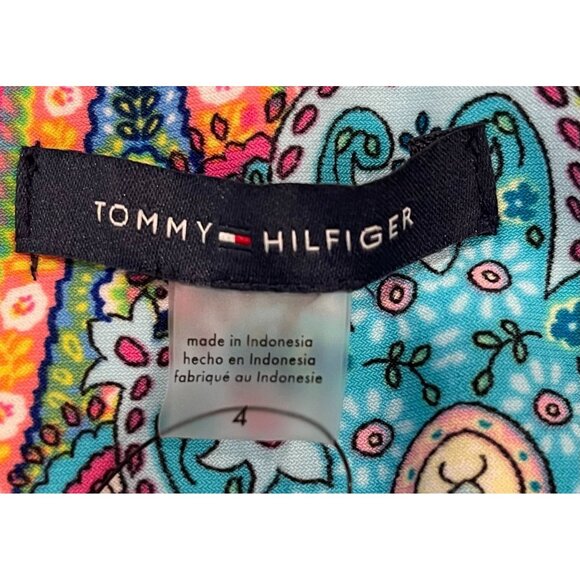 TOMMY HILFIGER
made in Indonesia
hecho en Indonesia
fabriqué au Indonesie
4